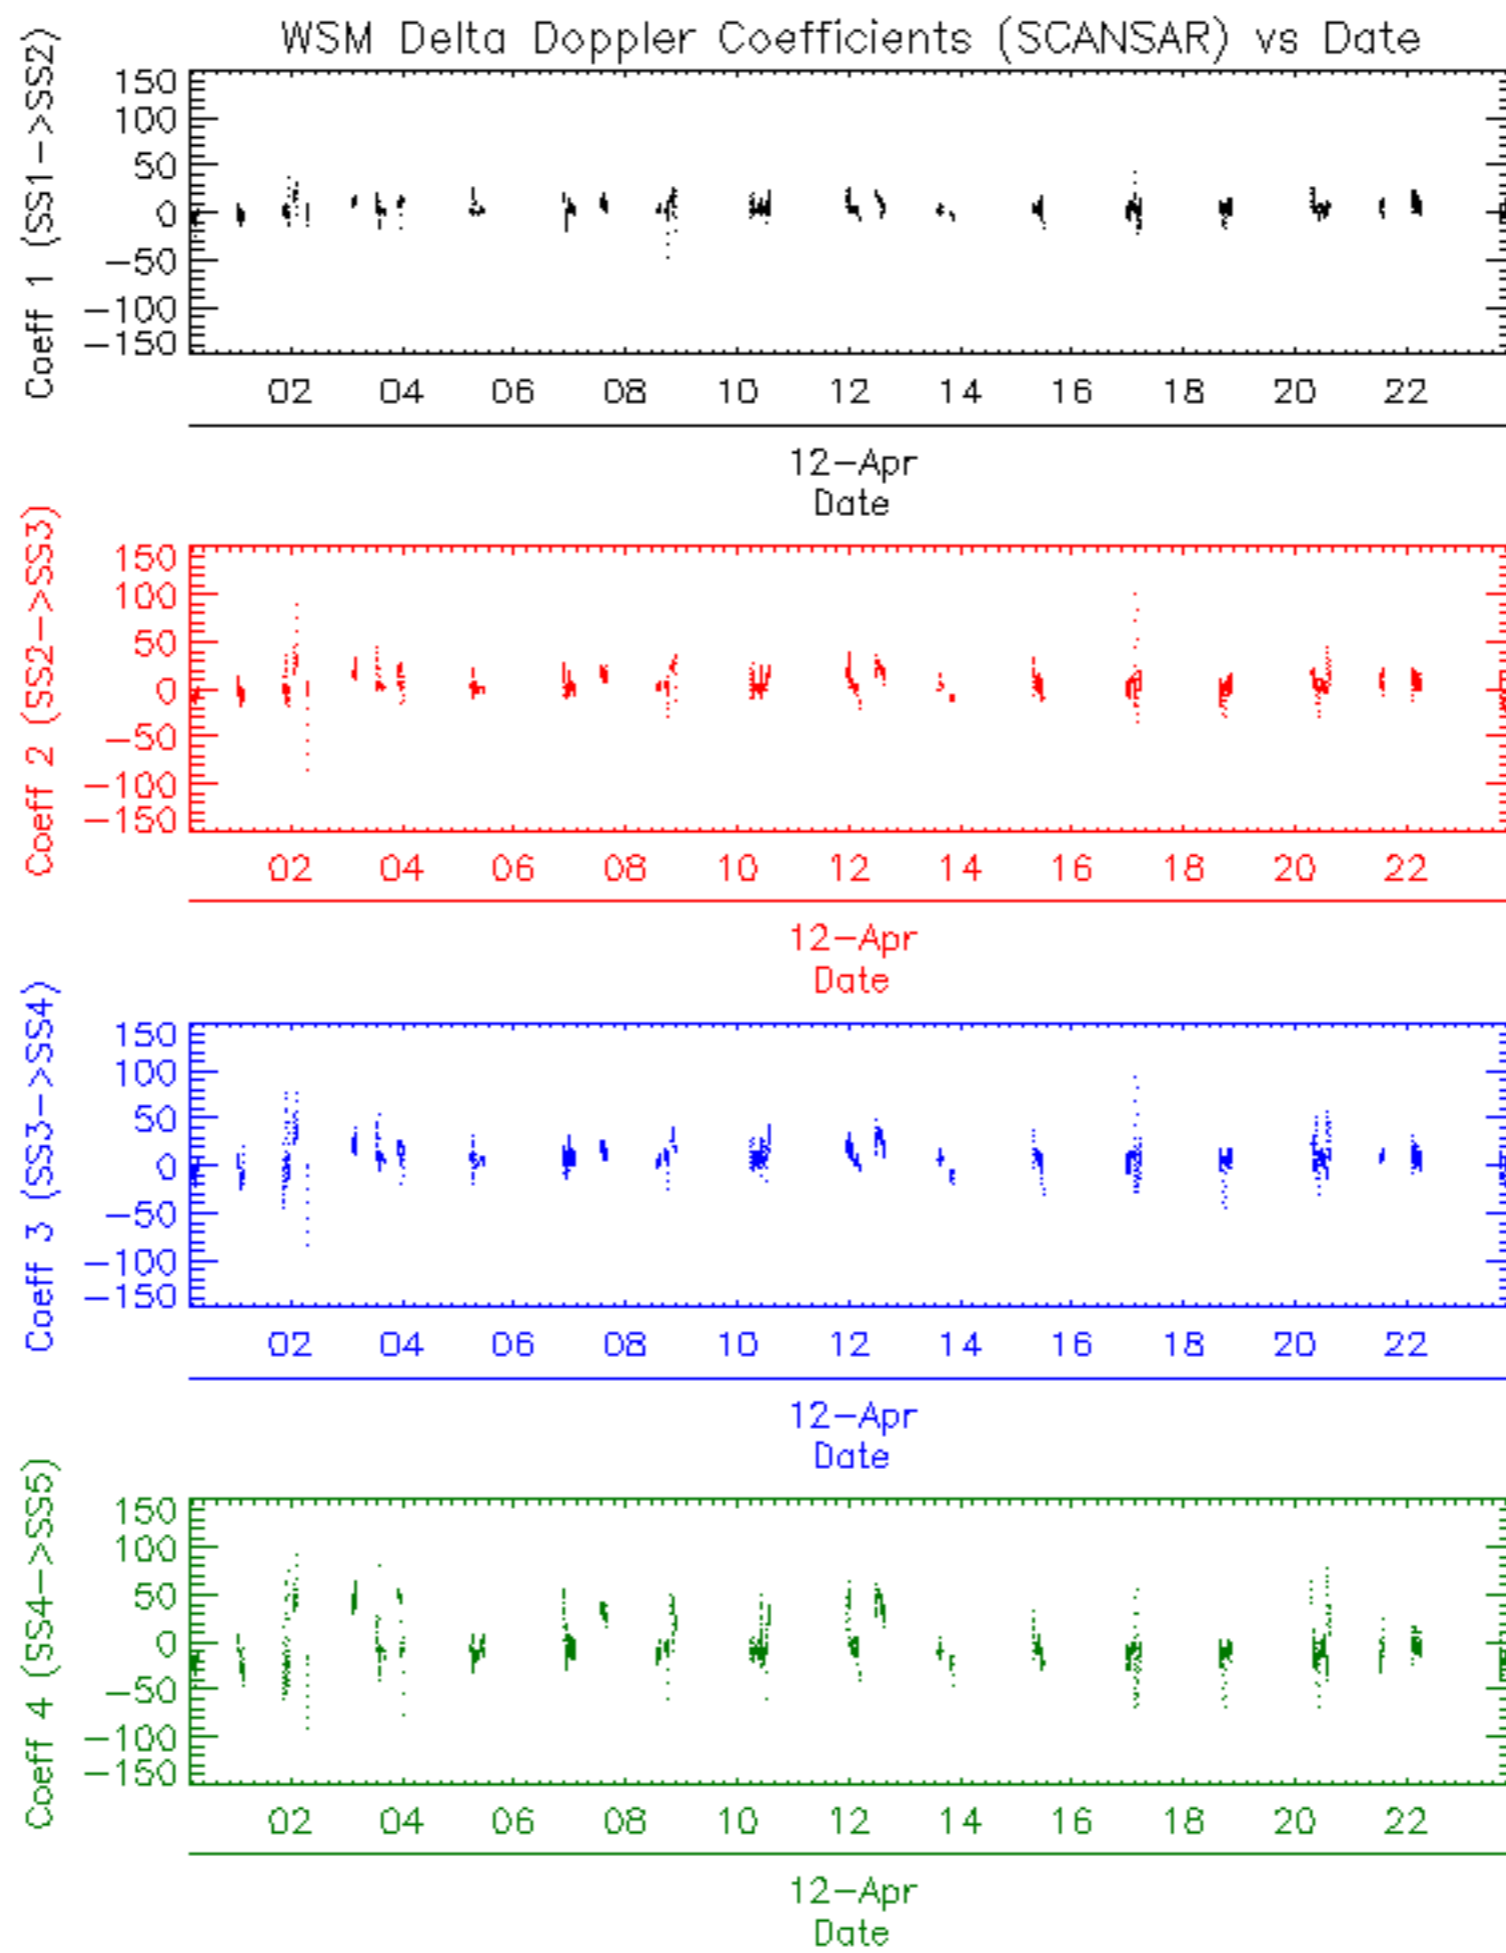 WSM Delta Doppler Coefficients (SCANSAR) vs Date
Coeff 1 (SS1->SS2)
150
100
50
0
-50
-100
-150
02 04 06 08 10 12 14 16 18 20 22
12-Apr
Date
Coeff 2 (SS2->SS3)
150
100
50
0
-50
-100
-150
02 04 06 08 10 12 14 16 18 20 22
12-Apr
Date
Coeff 3 (SS3->SS4)
150
100
50
0
-50
-100
-150
02 04 06 08 10 12 14 16 18 20 22
12-Apr
Date
Coeff 4 (SS4->SS5)
150
100
50
0
-50
-100
-150
02 04 06 08 10 12 14 16 18 20 22
12-Apr
Date